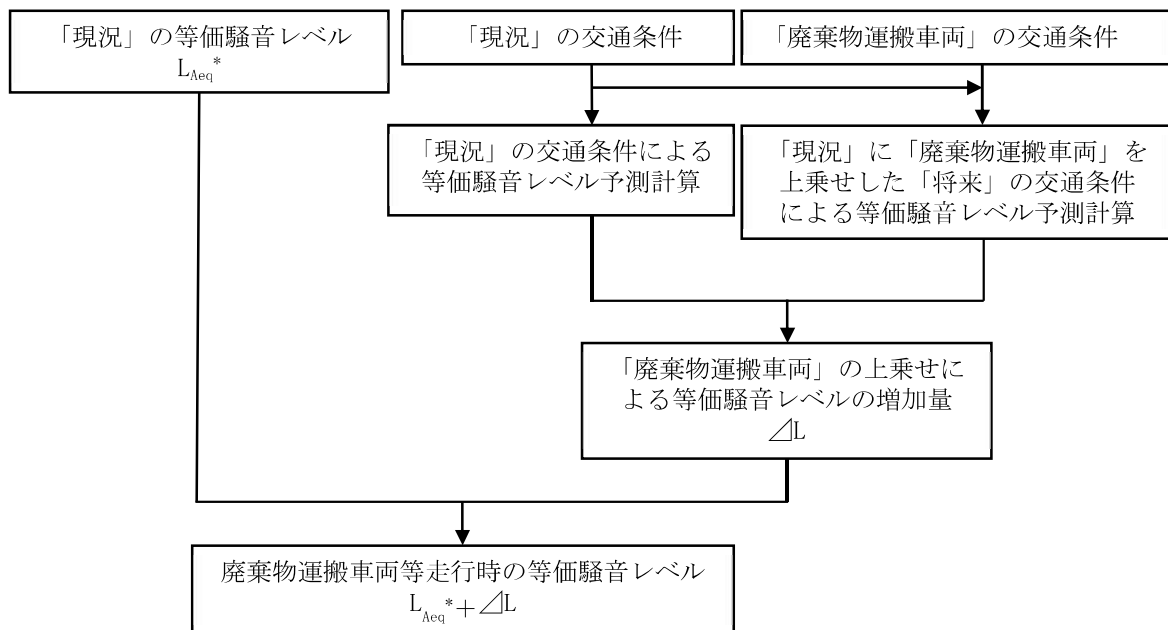 「現況」の等価騒音レベル
L_Aeq*
「現況」の交通条件
「廃棄物運搬車両」の交通条件
「現況」の交通条件による
等価騒音レベル予測計算
「現況」に「廃棄物運搬車両」を
上乗せした「将来」の交通条件
による等価騒音レベル予測計算
「廃棄物運搬車両」の上乗せに
よる等価騒音レベルの増加量
⊿L
廃棄物運搬車両等走行時の等価騒音レベル
L_Aeq*+⊿L